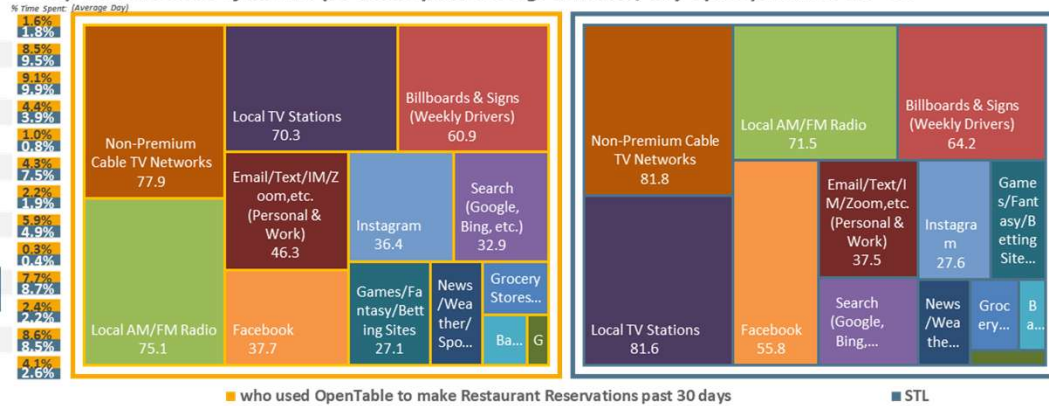 % Time Spent: (Average Day)
1.6%
1.8%
8.5%
9.5%
9.1%
9.9%
4.4%
3.9%
1.0%
0.8%
4.3%
7.5%
2.2%
1.9%
5.9%
4.9%
0.3%
0.4%
7.7%
8.7%
2.4%
2.2%
8.6%
8.5%
4.1%
2.6%
Non-Premium
Cable TV Networks
77.9
Local AM/FM Radio
75.1
Local TV Stations
70.3
Billboards & Signs
(Weekly Drivers)
60.9
Email/Text/IM/Z
oom,etc.
(Personal &
Work)
46.3
Facebook
37.7
Instagram
36.4
Search
(Google,
Bing, etc.)
32.9
Games/Fa
ntasy/Bett
ing Sites
27.1
News
/Wea
ther/
Spo...
Grocery
Stores...
Ba...
G
Non-Premium Cable
TV Networks
81.8
Local TV Stations
81.6
Local AM/FM Radio
71.5
Billboards & Signs
(Weekly Drivers)
64.2
Facebook
55.8
Email/Text/I
M/Zoom,etc.
(Personal &
Work)
37.5
Search
(Google,
Bing,...
Instagra
m
27.6
Game
s/Fant
asy/B
etting
Site...
News
/Wea
the...
Groc
ery...
B
a...
who used OpenTable to make Restaurant Reservations past 30 days
STL